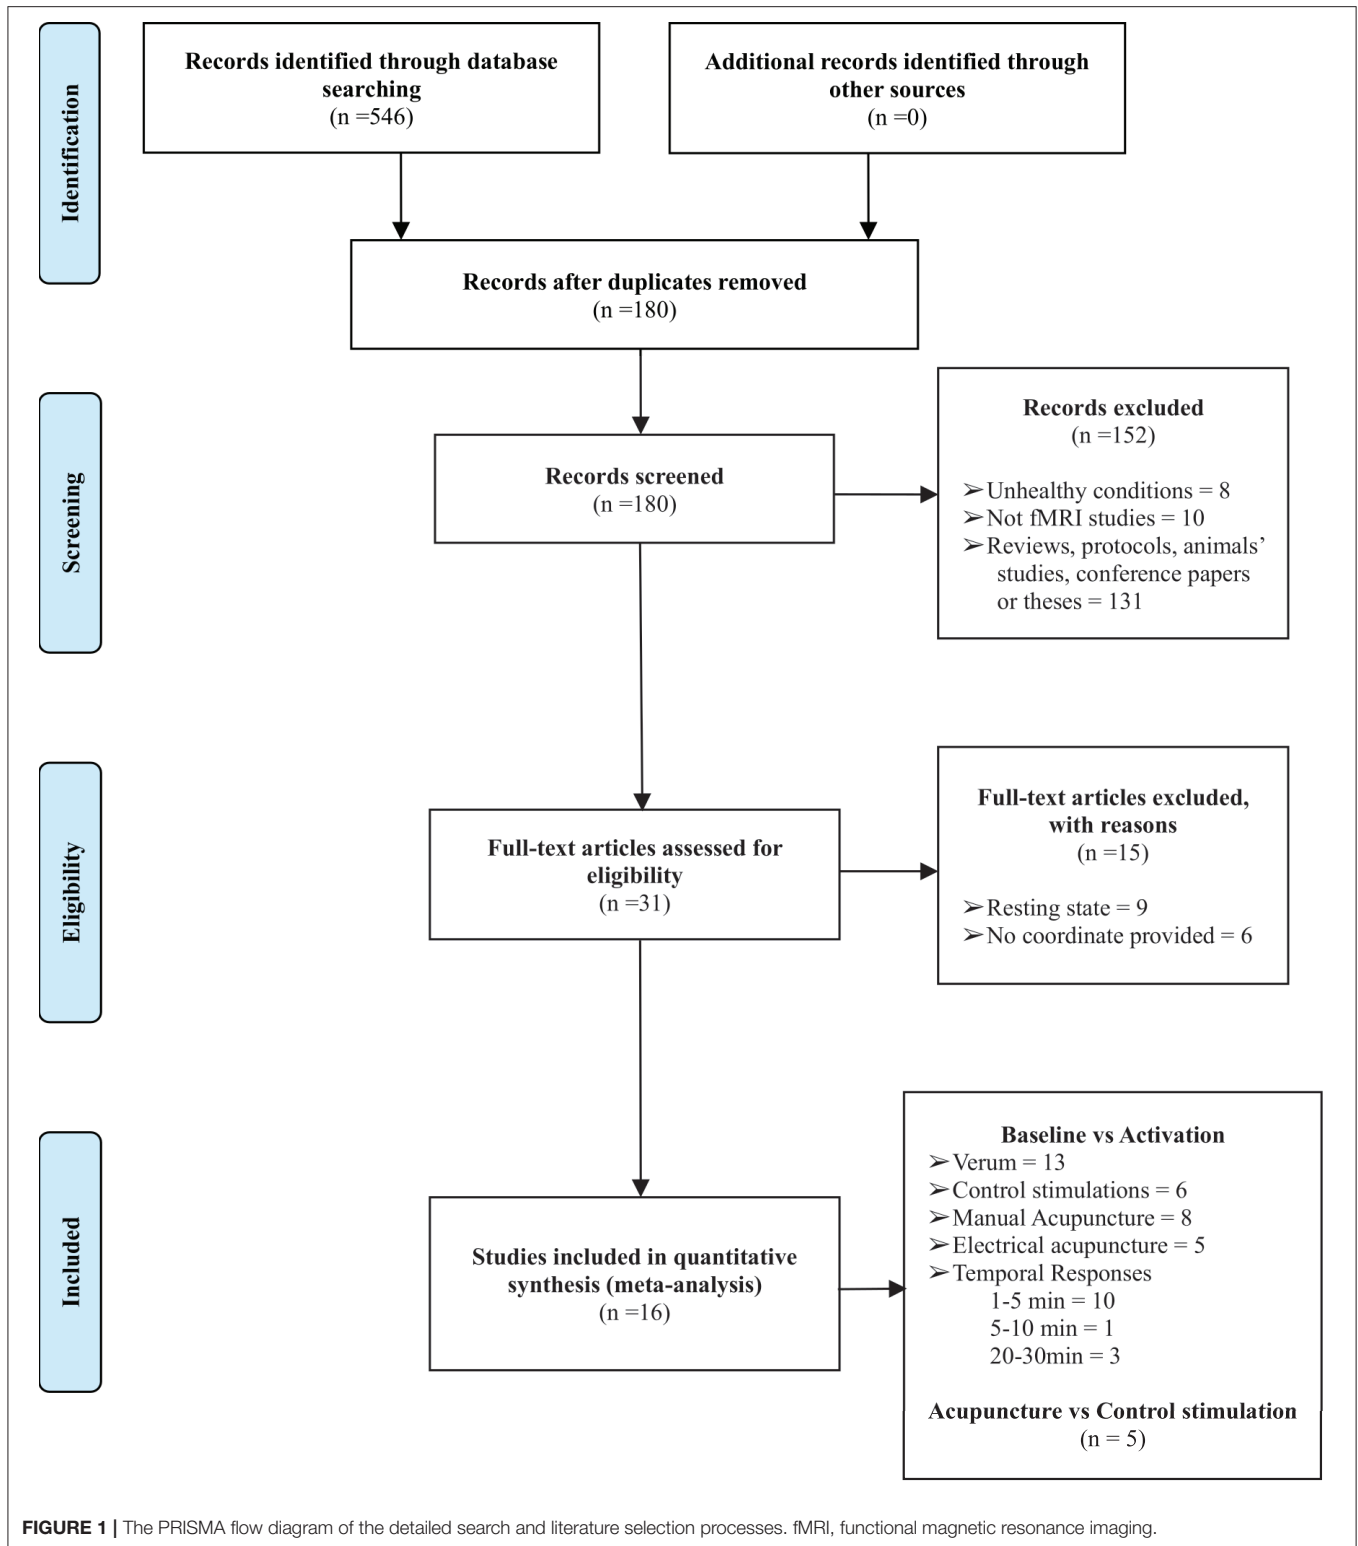 Identification
Records identified through database
searching
(n =546)
Additional records identified through
other sources
(n =0)
Records after duplicates removed
(n =180)
Screening
Records screened
(n =180)
Records excluded
(n =152)
➢Unhealthy conditions = 8
➢Not fMRI studies = 10
➢Reviews, protocols, animals’
studies, conference papers
or theses = 131
Eligibility
Full-text articles assessed for
eligibility
(n =31)
Full-text articles excluded,
with reasons
(n =15)
➢Resting state = 9
➢No coordinate provided = 6
Included
Studies included in quantitative
synthesis (meta-analysis)
(n =16)
Baseline vs Activation
➢Verum = 13
➢Control stimulations = 6
➢Manual Acupuncture = 8
➢Electrical acupuncture = 5
➢Temporal Responses
1-5 min = 10
5-10 min = 1
20-30min = 3
Acupuncture vs Control stimulation
(n = 5)
FIGURE 1 | The PRISMA flow diagram of the detailed search and literature selection processes. fMRI, functional magnetic resonance imaging.